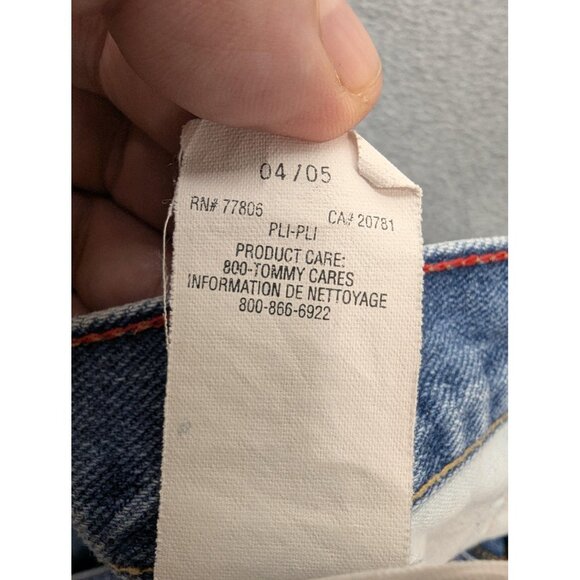 04/05
RN# 77806 CA# 20781
PLI-PLI
PRODUCT CARE:
800-TOMMY CARES
INFORMATION DE NETTOYAGE
800-866-6922